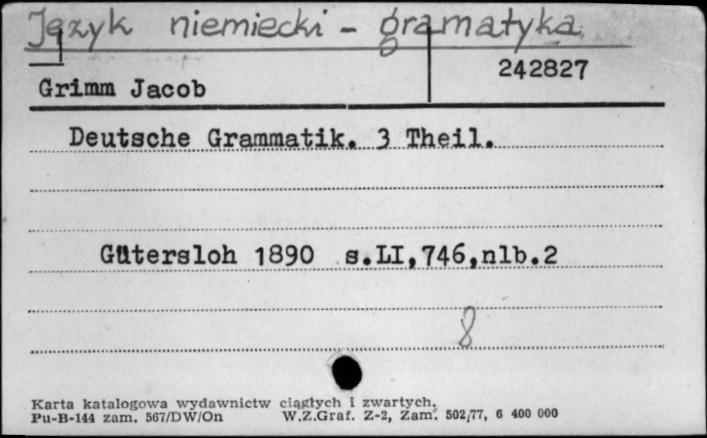 Język niemiecki - gramatyka
242827
Grimm Jacob
Deutsche Grammatik. 3 Theil.
Gütersloh 1890 s.LI,746,nlb.2
8
Karta katalogowa wydawnictw ciągłych i zwartych,
Pu-B-144 zam. 567/DW/On W.Z.Graf. Z-2, Zam. 502/77, 6 400 000